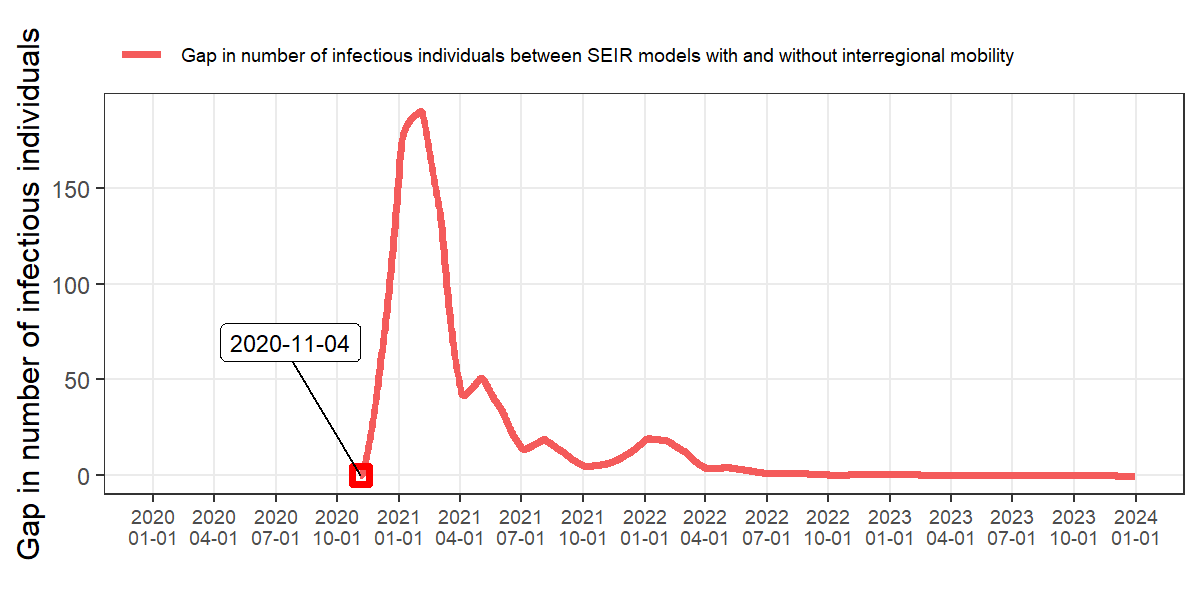 Gap in number of infectious individuals between SEIR models with and without interregional mobility
Gap in number of infectious individuals
150
100
50
0
2020-11-04
2020 2020 2020 2020 2021 2021 2021 2021 2022 2022 2022 2022 2023 2023 2023 2023 2024
01-01 04-01 07-01 10-01 01-01 04-01 07-01 10-01 01-01 04-01 07-01 10-01 01-01 04-01 07-01 10-01 01-01